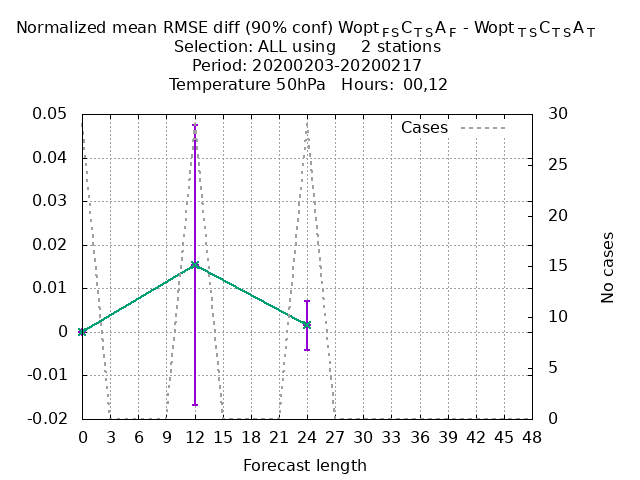 Normalized mean RMSE diff (90% conf) Wopt FS C TS A F - Wopt TS C TS A T
Selection: ALL using 2 stations
Period: 20200203-20200217
Temperature 50hPa Hours: 00,12
Cases
0.05
0.04
0.03
0.02
0.01
0
-0.01
-0.02
30
25
20
15
10
5
0
No cases
0 3 6 9 12 15 18 21 24 27 30 33 36 39 42 45 48
Forecast length